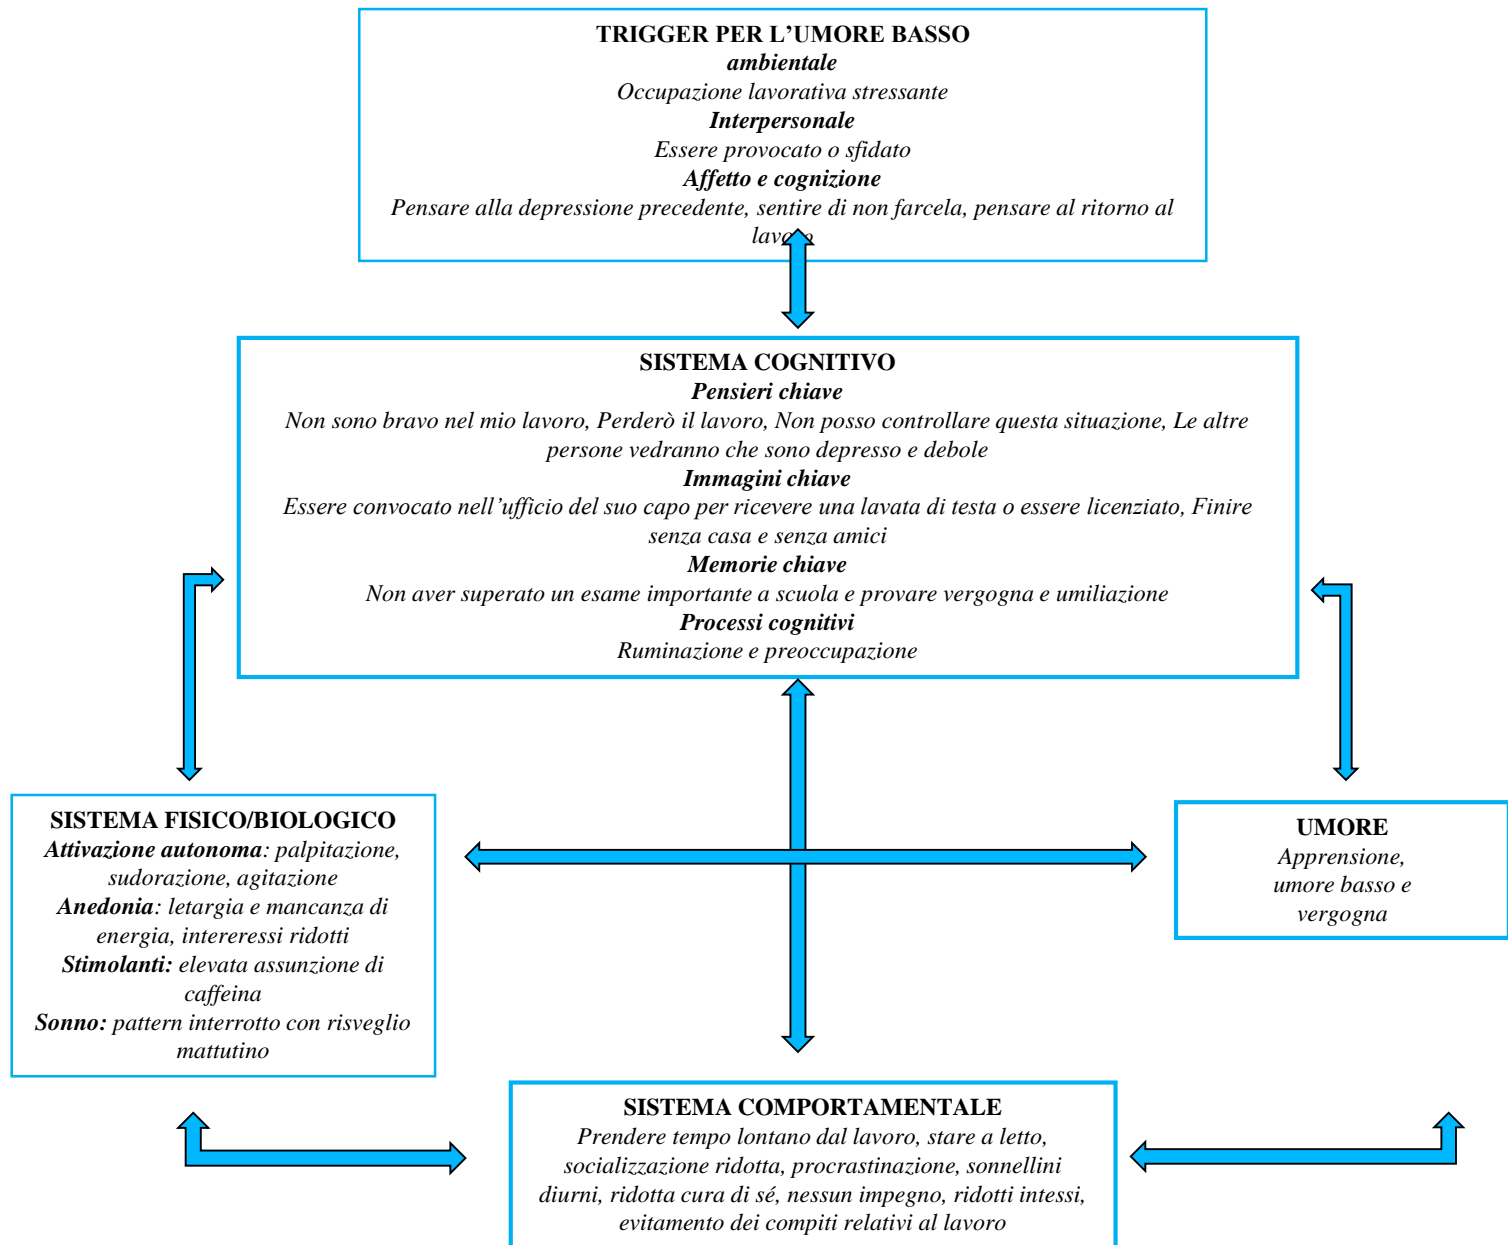 TRIGGER PER L’UMORE BASSO
ambientale
Occupazione lavorativa stressante
Interpersonale
Essere provocato o sfidato
Affetto e cognizione
Pensare alla depressione precedente, sentire di non farcela, pensare al ritorno al
lavoro
SISTEMA COGNITIVO
Pensieri chiave
Non sono bravo nel mio lavoro, Perderò il lavoro, Non posso controllare questa situazione, Le altre
persone vedranno che sono depresso e debole
Immagini chiave
Essere convocato nell’ufficio del suo capo per ricevere una lavata di testa o essere licenziato, Finire
senza casa e senza amici
Memorie chiave
Non aver superato un esame importante a scuola e provare vergogna e umiliazione
Processi cognitivi
Ruminazione e preoccupazione
SISTEMA FISICO/BIOLOGICO
Attivazione autonoma: palpitazione,
sudorazione, agitazione
Anedonia: letargia e mancanza di
energia, intereressi ridotti
Stimolanti: elevata assunzione di
caffeina
Sonno: pattern interrotto con risveglio
mattutino
UMORE
Apprensione,
umore basso e
vergogna
SISTEMA COMPORTAMENTALE
Prendere tempo lontano dal lavoro, stare a letto,
socializzazione ridotta, procrastinazione, sonnellini
diurni, ridotta cura di sé, nessun impegno, ridotti intessi,
evitamento dei compiti relativi al lavoro